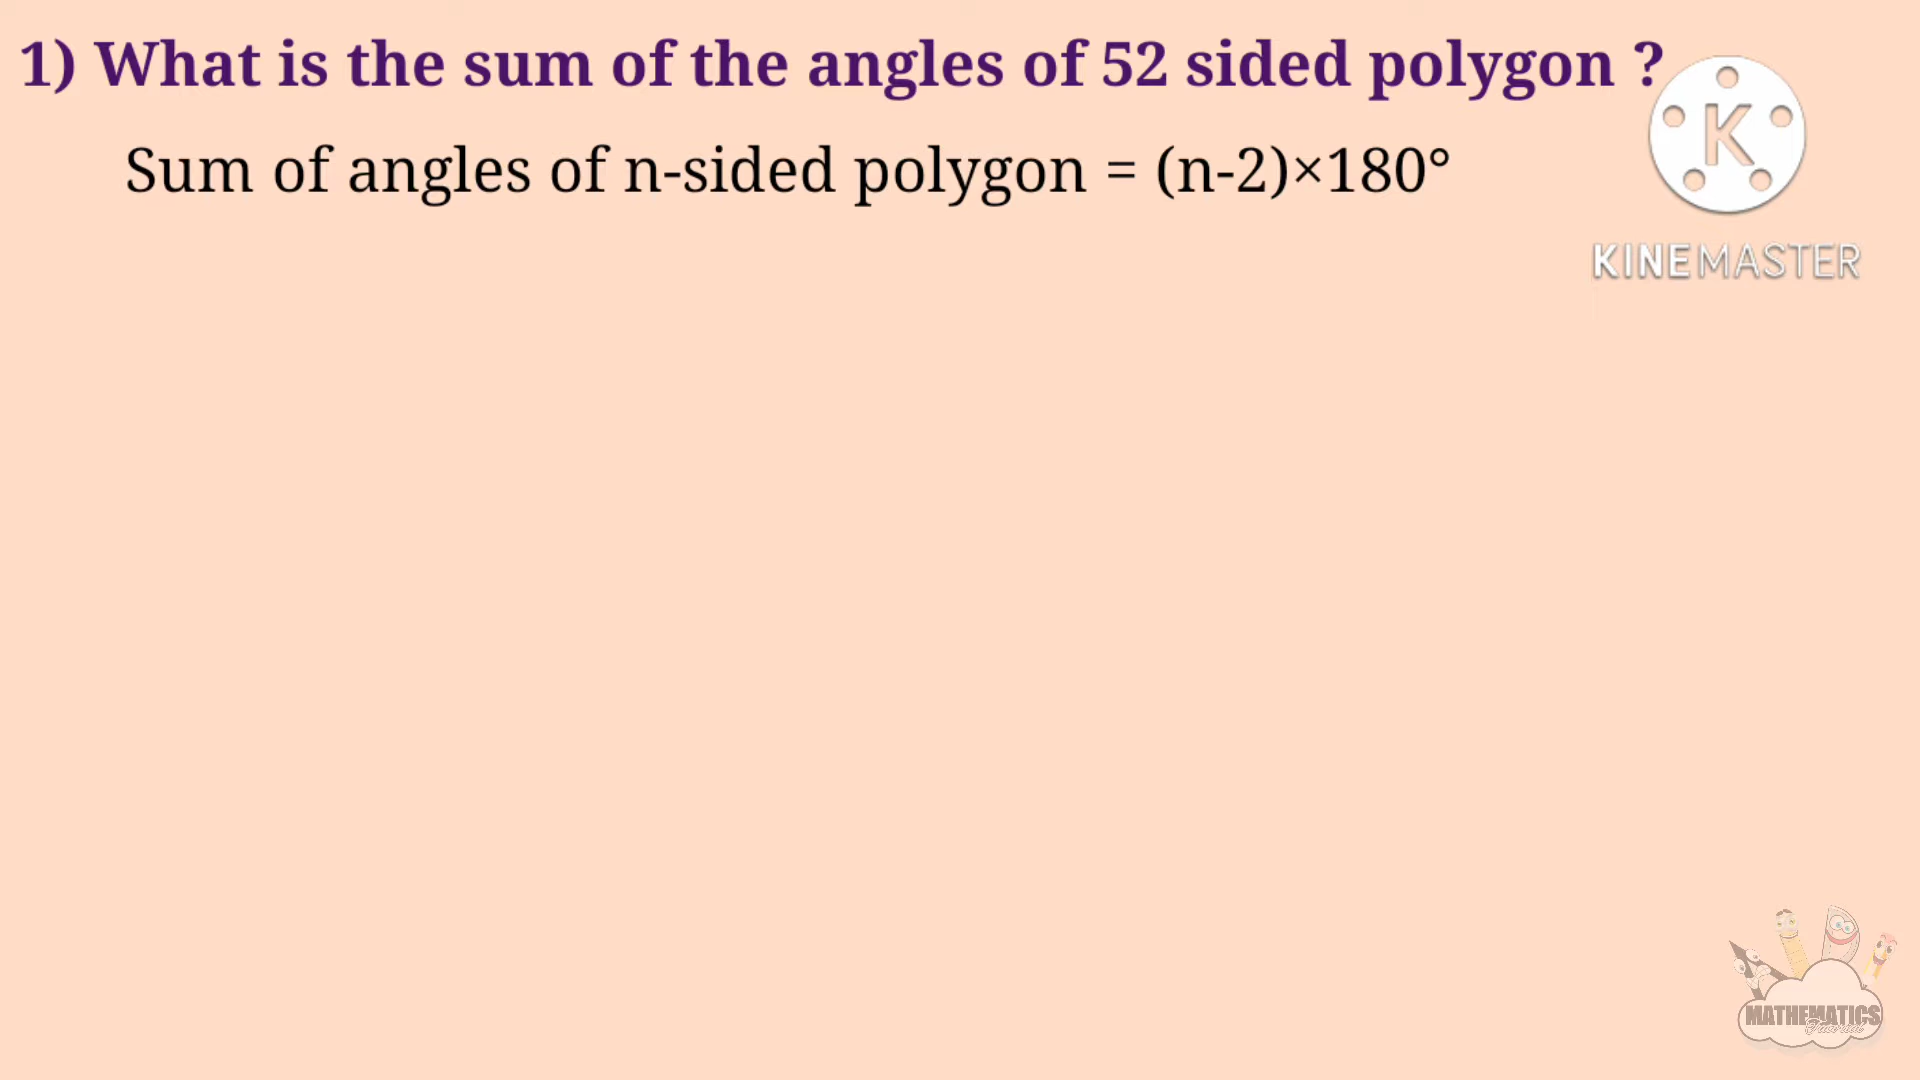 1) What is the sum of the angles of 52 sided polygon ?
Sum of angles of n-sided polygon = (n-2)×180°
K
KINEMASTER
MATHEMATICS
Tutorial